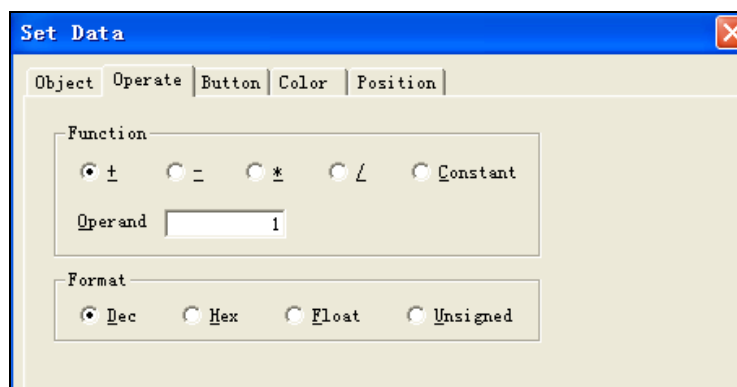 Set Data
Object Operate Button Color Position
Function
+ - * / Constant
Operand 1
Format
Dec Hex Float Unsigned